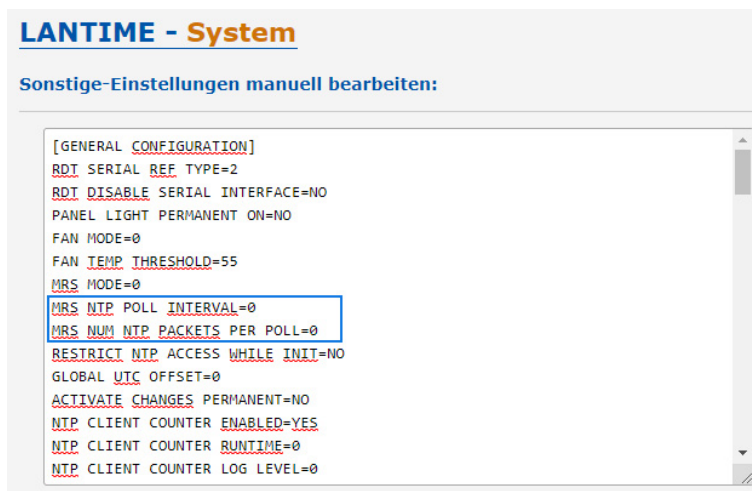 LANTIME - System
Sonstige-Einstellungen manuell bearbeiten:
[GENERAL CONFIGURATION]
RDT SERIAL REF TYPE=2
RDT DISABLE SERIAL INTERFACE=NO
PANEL LIGHT PERMANENT ON=NO
FAN MODE=0
FAN TEMP THRESHOLD=55
MRS MODE=0
MRS NTP POLL INTERVAL=0
MRS NUM NTP PACKETS PER POLL=0
RESTRICT NTP ACCESS WHILE INIT=NO
GLOBAL UTC OFFSET=0
ACTIVATE CHANGES PERMANENT=NO
NTP CLIENT COUNTER ENABLED=YES
NTP CLIENT COUNTER RUNTIME=0
NTP CLIENT COUNTER LOG LEVEL=0